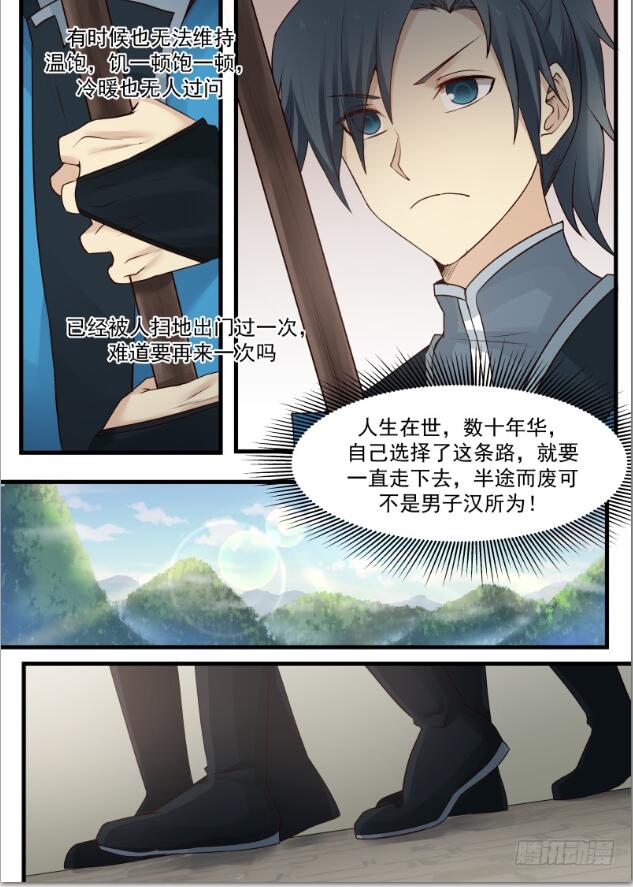 有时候也无法维持
温饱，饥一顿饱一顿，
冷暖也无人过问
已经被人扫地出门过一次，
难道要再来一次吗
人生在世，数十年华，
自己选择了这条路，就要
一直走下去，半途而废可
不是男子汉所为！
腾讯动漫